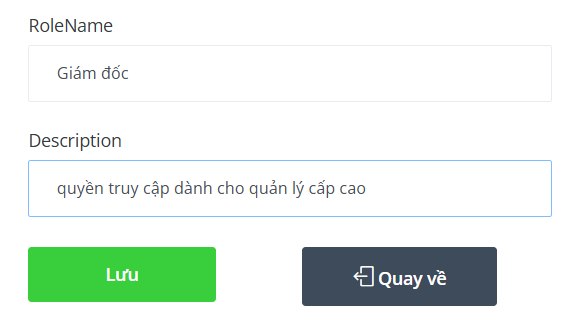 RoleName
Giám đốc
Description
quyền truy cập dành cho quản lý cấp cao
Lưu
Quay về